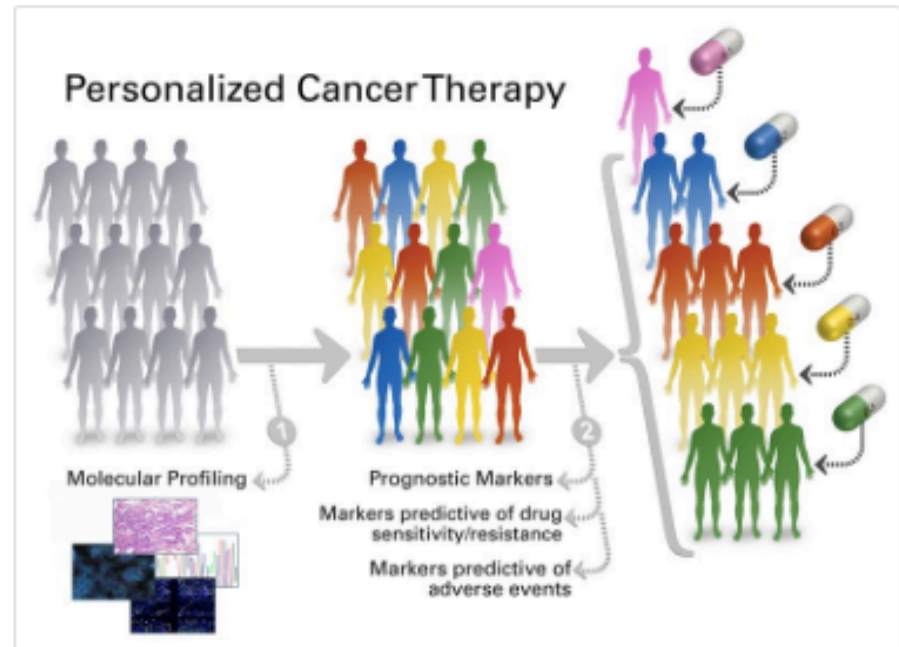 Personalized Cancer Therapy
1
2
Molecular Profiling
Prognostic Markers
Markers predictive of drug
sensitivity/resistance
Markers predictive of
adverse events